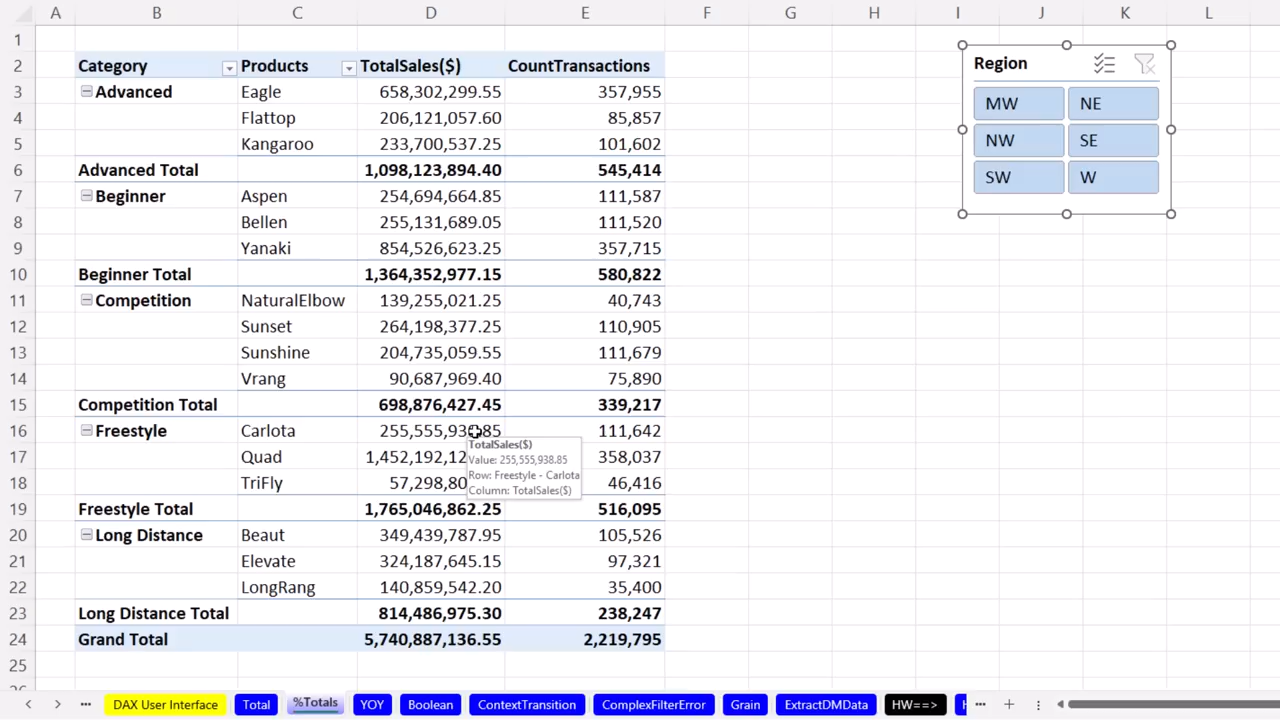 A B C D E F G H I J K L
1
2 Category Products TotalSales($) CountTransactions
3 Advanced Eagle 658,302,299.55 357,955
4 Flattop 206,121,057.60 85,857
5 Kangaroo 233,700,537.25 101,602
6 Advanced Total 1,098,123,894.40 545,414
7 Beginner Aspen 254,694,664.85 111,587
8 Bellen 255,131,689.05 111,520
9 Yanaki 854,526,623.25 357,715
10 Beginner Total 1,364,352,977.15 580,822
11 Competition NaturalElbow 139,255,021.25 40,743
12 Sunset 264,198,377.25 110,905
13 Sunshine 204,735,059.55 111,679
14 Vrang 90,687,969.40 75,890
15 Competition Total 698,876,427.45 339,217
16 Freestyle Carlota 255,555,938.85 111,642
17 Quad 1,452,192,12 358,037
18 TriFly 57,298,80 46,416
19 Freestyle Total 1,765,046,862.25 516,095
20 Long Distance Beaut 349,439,787.95 105,526
21 Elevate 324,187,645.15 97,321
22 LongRang 140,859,542.20 35,400
23 Long Distance Total 814,486,975.30 238,247
24 Grand Total 5,740,887,136.55 2,219,795
25
TotalSales($)
Value: 255,555,938.85
Row: Freestyle - Carlota
Column: TotalSales($)
Region
MW NE
NW SE
SW W
DAX User Interface Total %Totals YOY Boolean ContextTransition ComplexFilterError Grain ExtractDMData HW==>